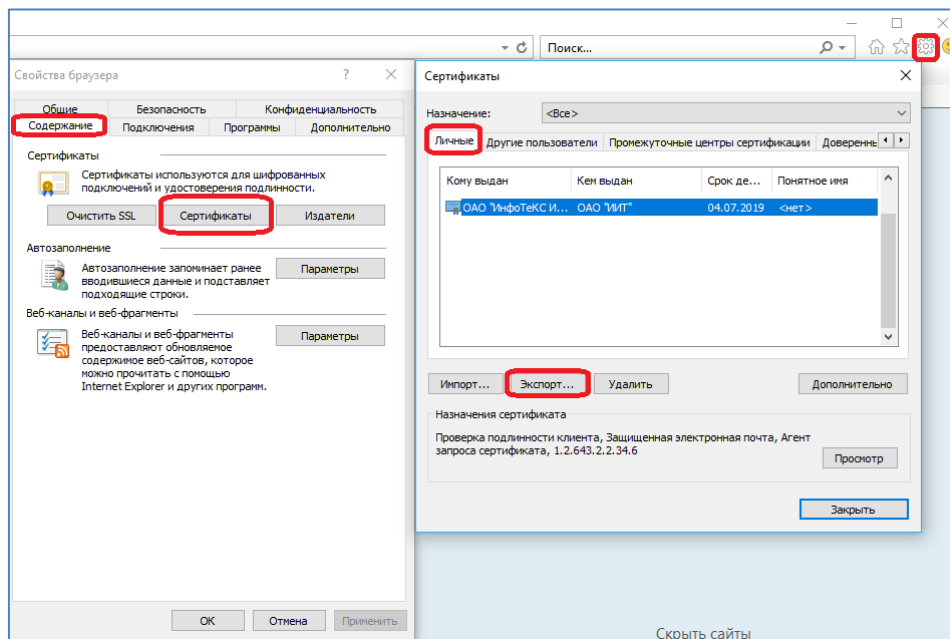 Поиск...
Свойства браузера
Общие Безопасность Конфиденциальность
Содержание Подключения Программы Дополнительно
Сертификаты
Сертификаты используются для шифрованных
подключений и удостоверения подлинности.
Очистить SSL Сертификаты Издатели
Автозаполнение
Автозаполнение запоминает ранее
вводившиеся данные и подставляет
подходящие строки.
Параметры
Веб-каналы и веб-фрагменты
Веб-каналы и веб-фрагменты
предоставляют обновляемое
содержимое веб-сайтов, которое
можно прочитать с помощью
Internet Explorer и других программ.
Параметры
ОК Отмена Применить
Сертификаты
Назначение: <Все>
Личные Другие пользователи Промежуточные центры сертификации Доверенны
Кому выдан Кем выдан Срок де... Понятное имя
ОАО "ИнфоТеКС И... ОАО "ИИТ" 04.07.2019 <нет>
Импорт... Экспорт... Удалить Дополнительно
Назначения сертификата
Проверка подлинности клиента, Защищенная электронная почта, Агент
запроса сертификата, 1.2.643.2.2.34.6
Просмотр
Закрыть
Скрыть сайты